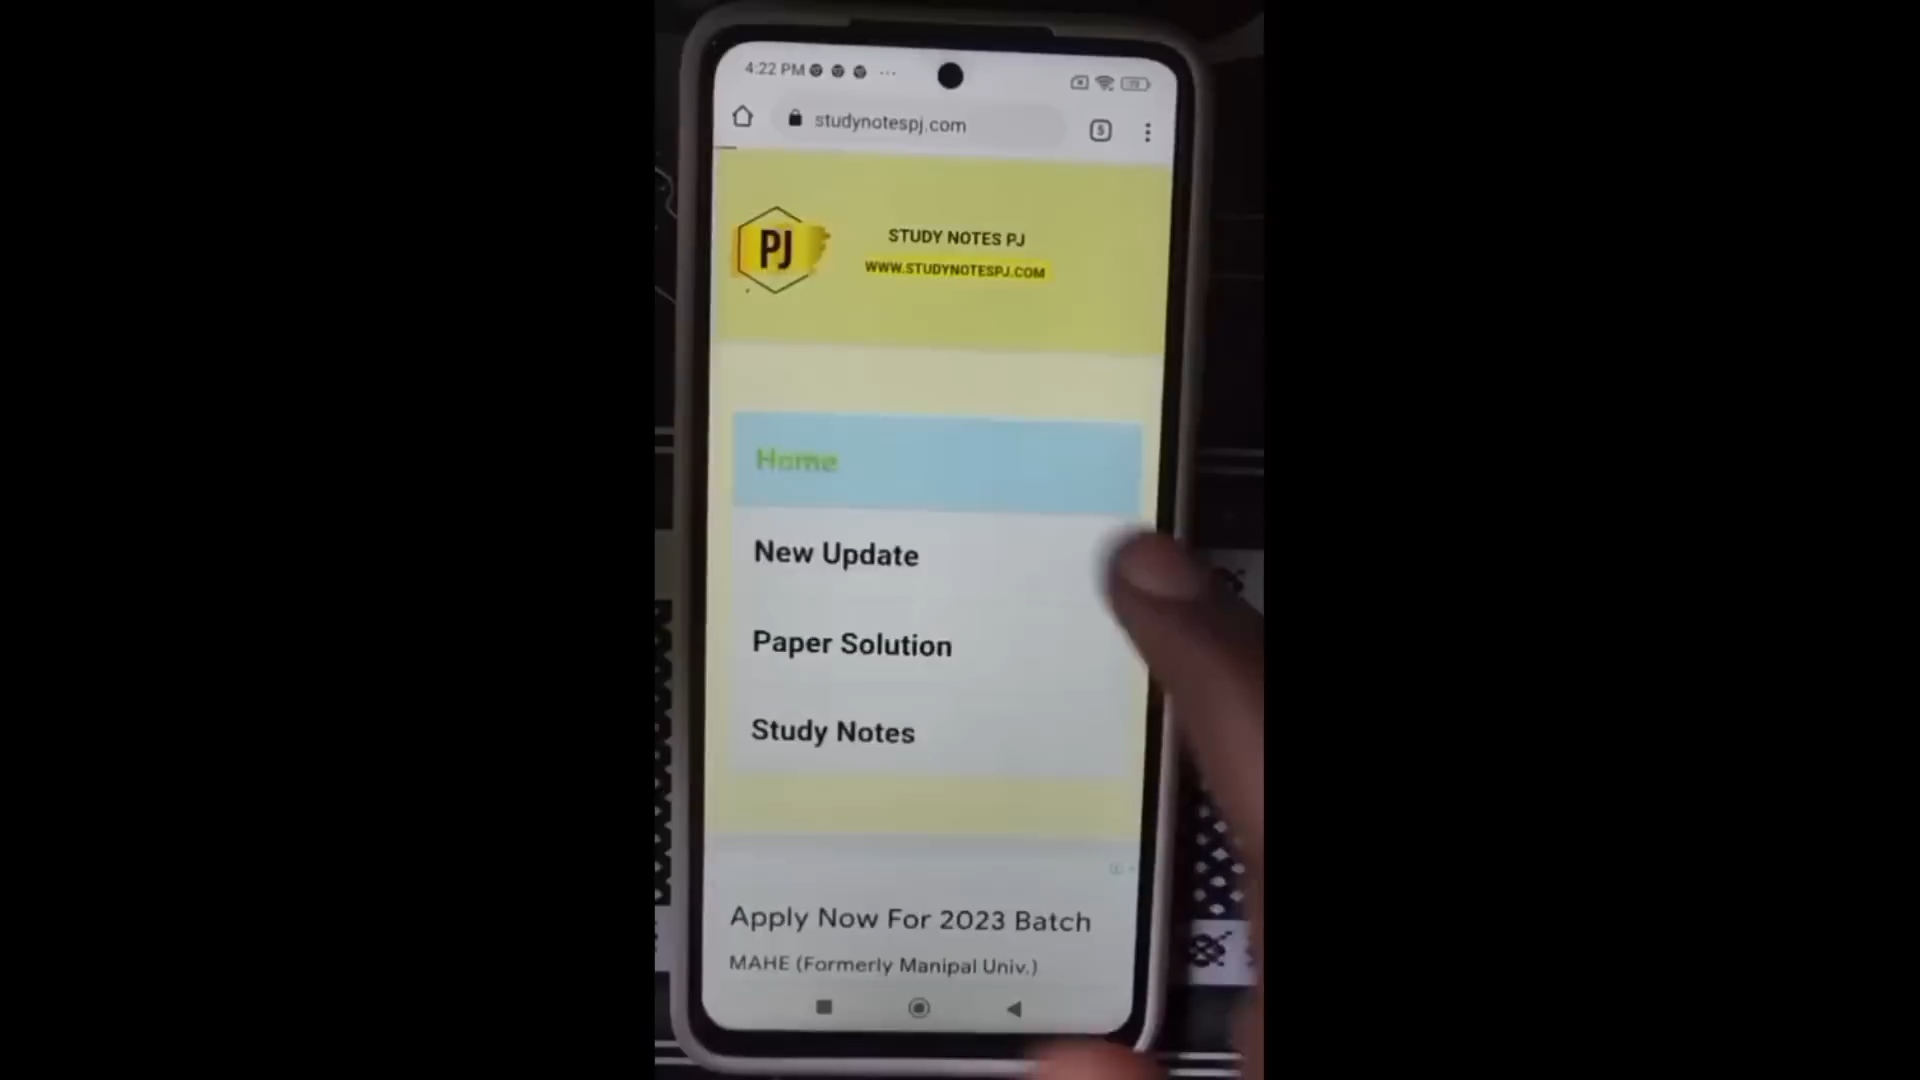 4:22 PM
studynotespj.com
5
PJ
STUDY NOTES PJ
WWW.STUDYNOTESPJ.COM
Home
New Update
Paper Solution
Study Notes
Apply Now For 2023 Batch
MAHE (Formerly Manipal Univ.)